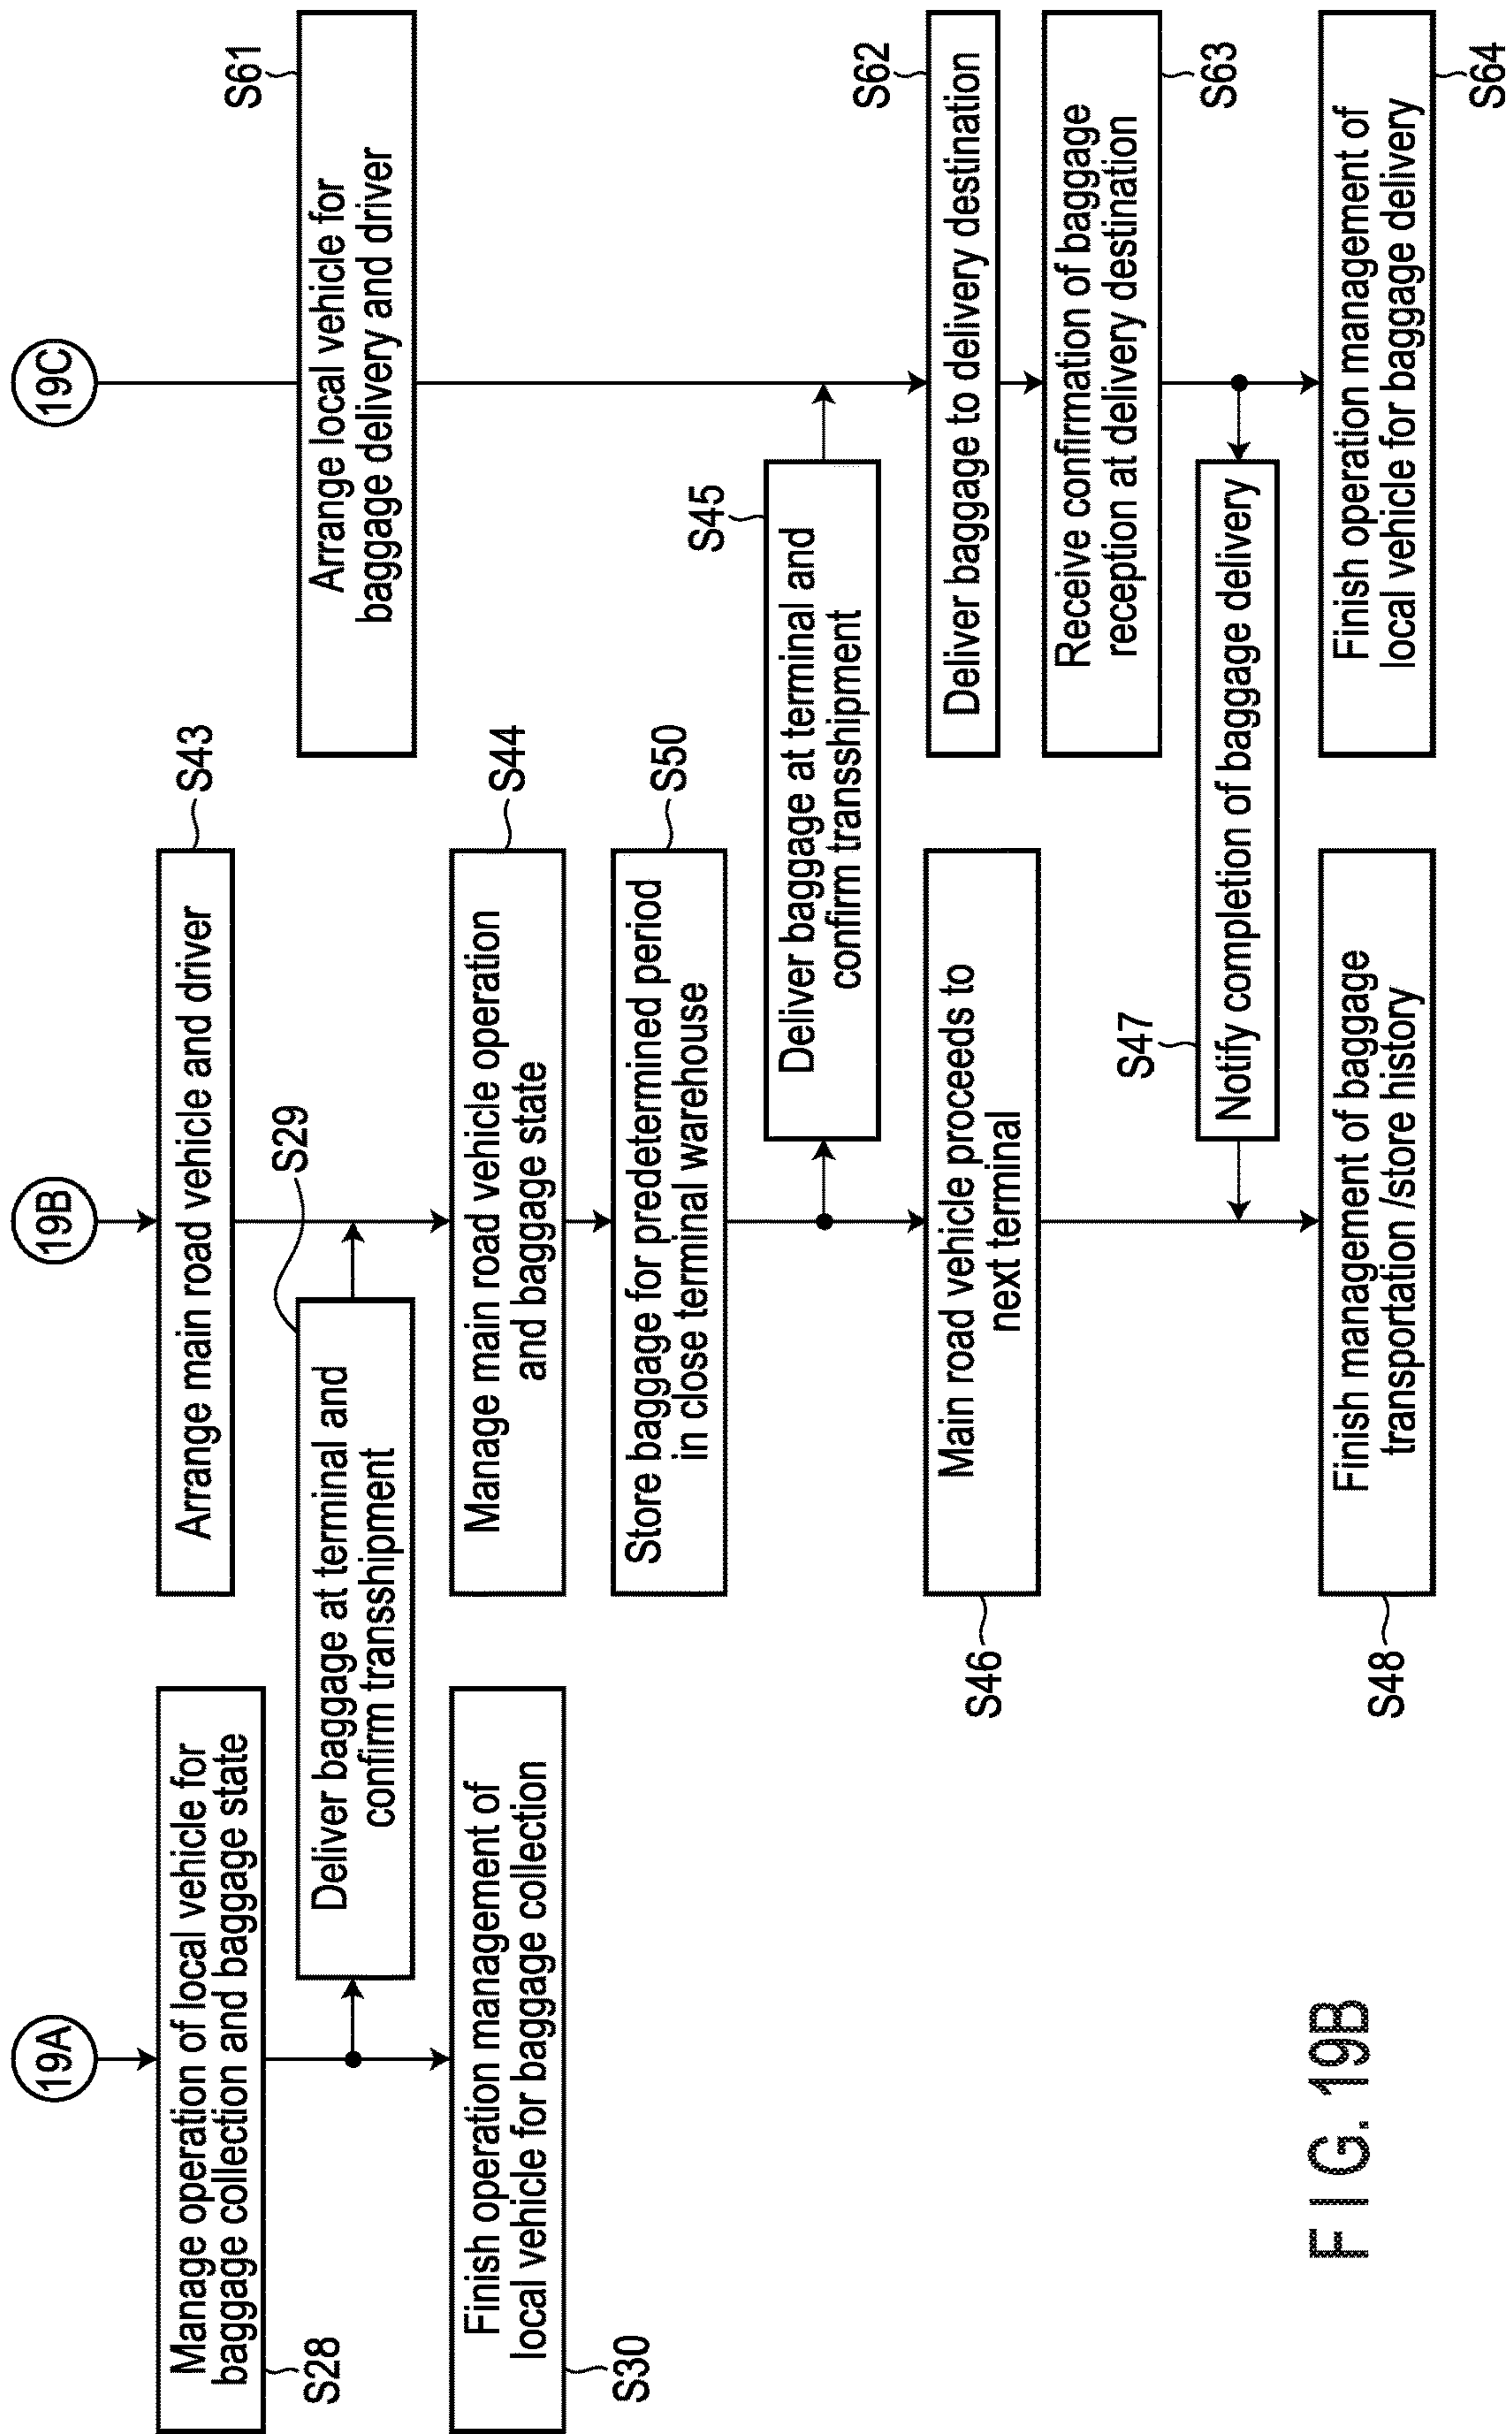 19A
Manage operation of local vehicle for
baggage collection and baggage state
S28
Deliver baggage at terminal and
confirm transshipment
S29
Finish operation management of
local vehicle for baggage collection
S30
19B
Arrange main road vehicle and driver
S43
Manage main road vehicle operation
and baggage state
S44
Store baggage for predetermined period
in close terminal warehouse
S50
Deliver baggage at terminal and
confirm transshipment
S45
Main road vehicle proceeds to
next terminal
S46
Notify completion of baggage delivery
S47
Finish management of baggage
transportation /store history
S48
19C
Arrange local vehicle for
baggage delivery and driver
S61
Deliver baggage to delivery destination
S62
Receive confirmation of baggage
reception at delivery destination
S63
Finish operation management of
local vehicle for baggage delivery
S64
FIG. 19B